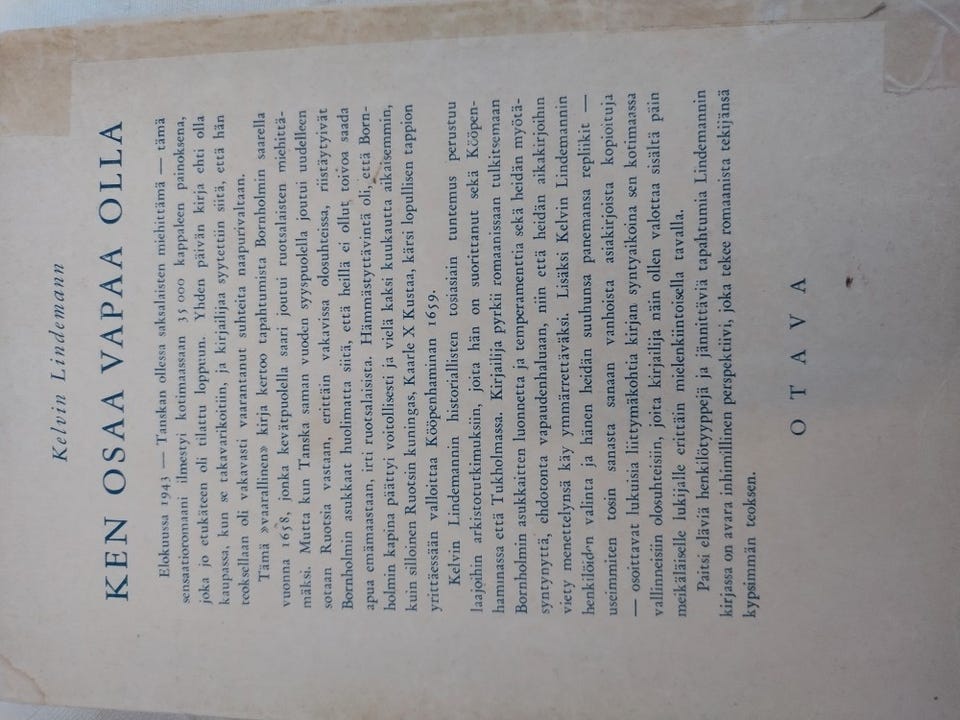 Kelvin Lindemann
KEN OSAA VAPAA OLLA
Elokuussa 1943 — Tanskan ollessa saksalaisten miehittämä — tämä
sensaatioromaani ilmestyi kotimaassaan 35 000 kappaleen painoksena,
joka jo etukäteen oli tilattu loppuun. Yhden päivän kirja ehti olla
kaupassa, kun se takavarikoitiin, ja kirjailijaa syytettiin siitä, että hän
teoksellaan oli vakavasti vaarantanut suhteita naapurivaltaan.
Tämä »vaarallinen» kirja kertoo tapahtumista Bornholmin saarella
vuonna 1658, jonka kevätpuolella saari joutui ruotsalaisten miehittä-
mäksi. Mutta kun Tanska saman vuoden syyspuolella joutui uudelleen
sotaan Ruotsia vastaan, erittäin vakavissa olosuhteissa, riistäytyivät
Bornholmin asukkaat huolimatta siitä, että heillä ei ollut toivoa saada
apua emämaastaan, irti ruotsalaisista. Hämmästyttävintä oli, että Born-
holmin kapina päättyi voitollisesti ja vielä kaksi kuukautta aikaisemmin,
kuin silloinen Ruotsin kuningas, Kaarle X Kustaa, kärsi lopullisen tappion
yrittäessään valloittaa Kööpenhaminan 1659.
Kelvin Lindemannin historiallisten tosiasiain tuntemus perustuu
laajoihin arkistotutkimuksiin, joita hän on suorittanut sekä Kööpen-
haminassa että Tukholmassa. Kirjailija pyrkii romaanissaan tulkitsemaan
Bornholmin asukkaitten luonnetta ja temperamenttia sekä heidän myötä-
syntynyttä, ehdotonta vapaudenhaluaan, niin että heidän aikakirjoihin
viety menettelynsä käy ymmärrettäväksi. Lisäksi Kelvin Lindemannin
henkilöiden valinta ja hänen heidän suuhunsa panemansa repliikit —
useimmiten tosin sanasta sanaan vanhoista asiakirjoista kopioituja
— osoittavat lukuisia liittymäkohtia kirjan syntyaikoina sen kotimaassa
vallinneisiin olosuhteisiin, joita kirjailija näin ollen valottaa sisältä päin
meikäläiselle lukijalle erittäin mielenkiintoisella tavalla.
Paitsi eläviä henkilötyyppejä ja jännittäviä tapahtumia Lindemannin
kirjassa on avara inhimillinen perspektiivi, joka tekee romaanista tekijänsä
kypsimmän teoksen.
OTAVA